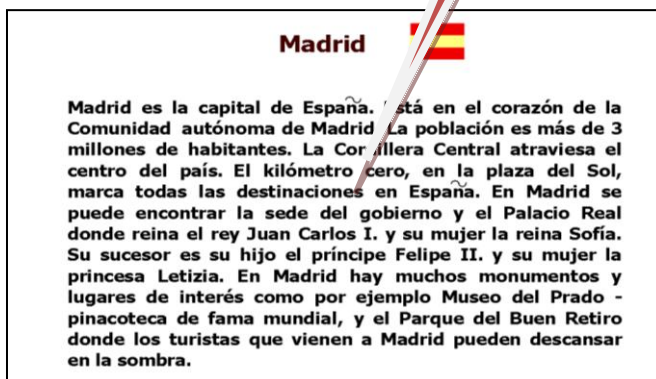 Madrid
Madrid es la capital de España. Está en el corazón de la
Comunidad autónoma de Madrid. La población es más de 3
millones de habitantes. La Cordillera Central atraviesa el
centro del país. El kilómetro cero, en la plaza del Sol,
marca todas las destinaciones en España. En Madrid se
puede encontrar la sede del gobierno y el Palacio Real
donde reina el rey Juan Carlos I. y su mujer la reina Sofía.
Su sucesor es su hijo el príncipe Felipe II. y su mujer la
princesa Letizia. En Madrid hay muchos monumentos y
lugares de interés como por ejemplo Museo del Prado -
pinacoteca de fama mundial, y el Parque del Buen Retiro
donde los turistas que vienen a Madrid pueden descansar
en la sombra.